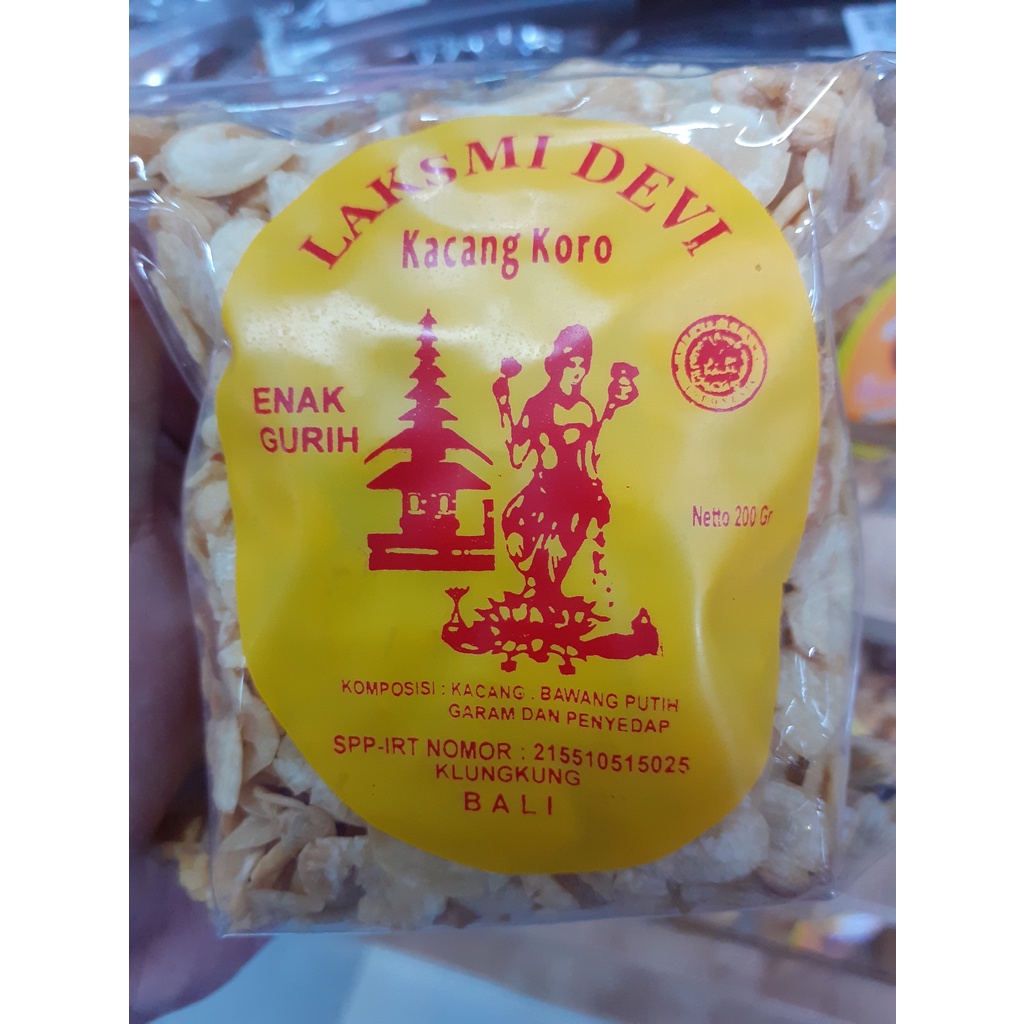 LAKSMI DEVI
Kacang Koro
ENAK
GURIH
Netto 200 Gr
KOMPOSISI : KACANG . BAWANG PUTIH
GARAM DAN PENYEDAP
SPP-IRT NOMOR : 215510515025
KLUNGKUNG
BALI